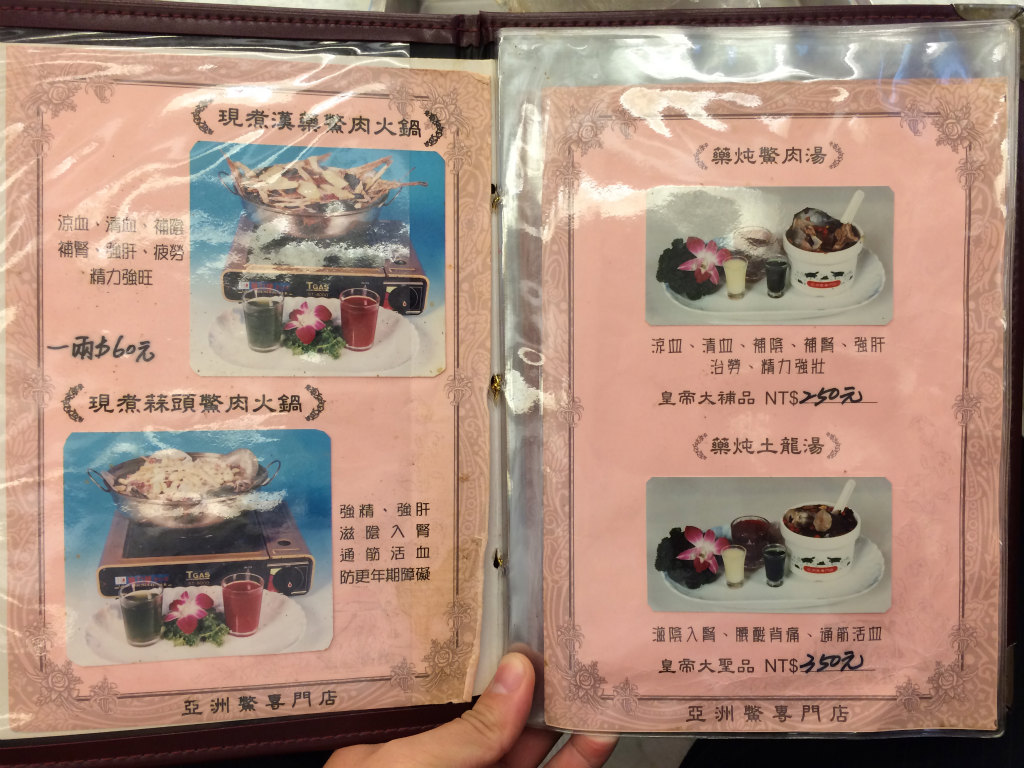 現煮漢藥鱉肉火鍋
涼血、清血、補陰
補腎、強肝、疲勞
精力強旺
一兩$60元
TGAS
現煮蒜頭鱉肉火鍋
TGAS
強精、強肝
滋陰入腎
通筋活血
防更年期障礙
亞洲鱉專門店
藥炖鱉肉湯
涼血、清血、補陰、補腎、強肝
治勞、精力強壯
皇帝大補品 NT$250元
藥炖土龍湯
滋陰入腎、腰酸背痛、通筋活血
皇帝大聖品 NT$350元
亞洲鱉專門店